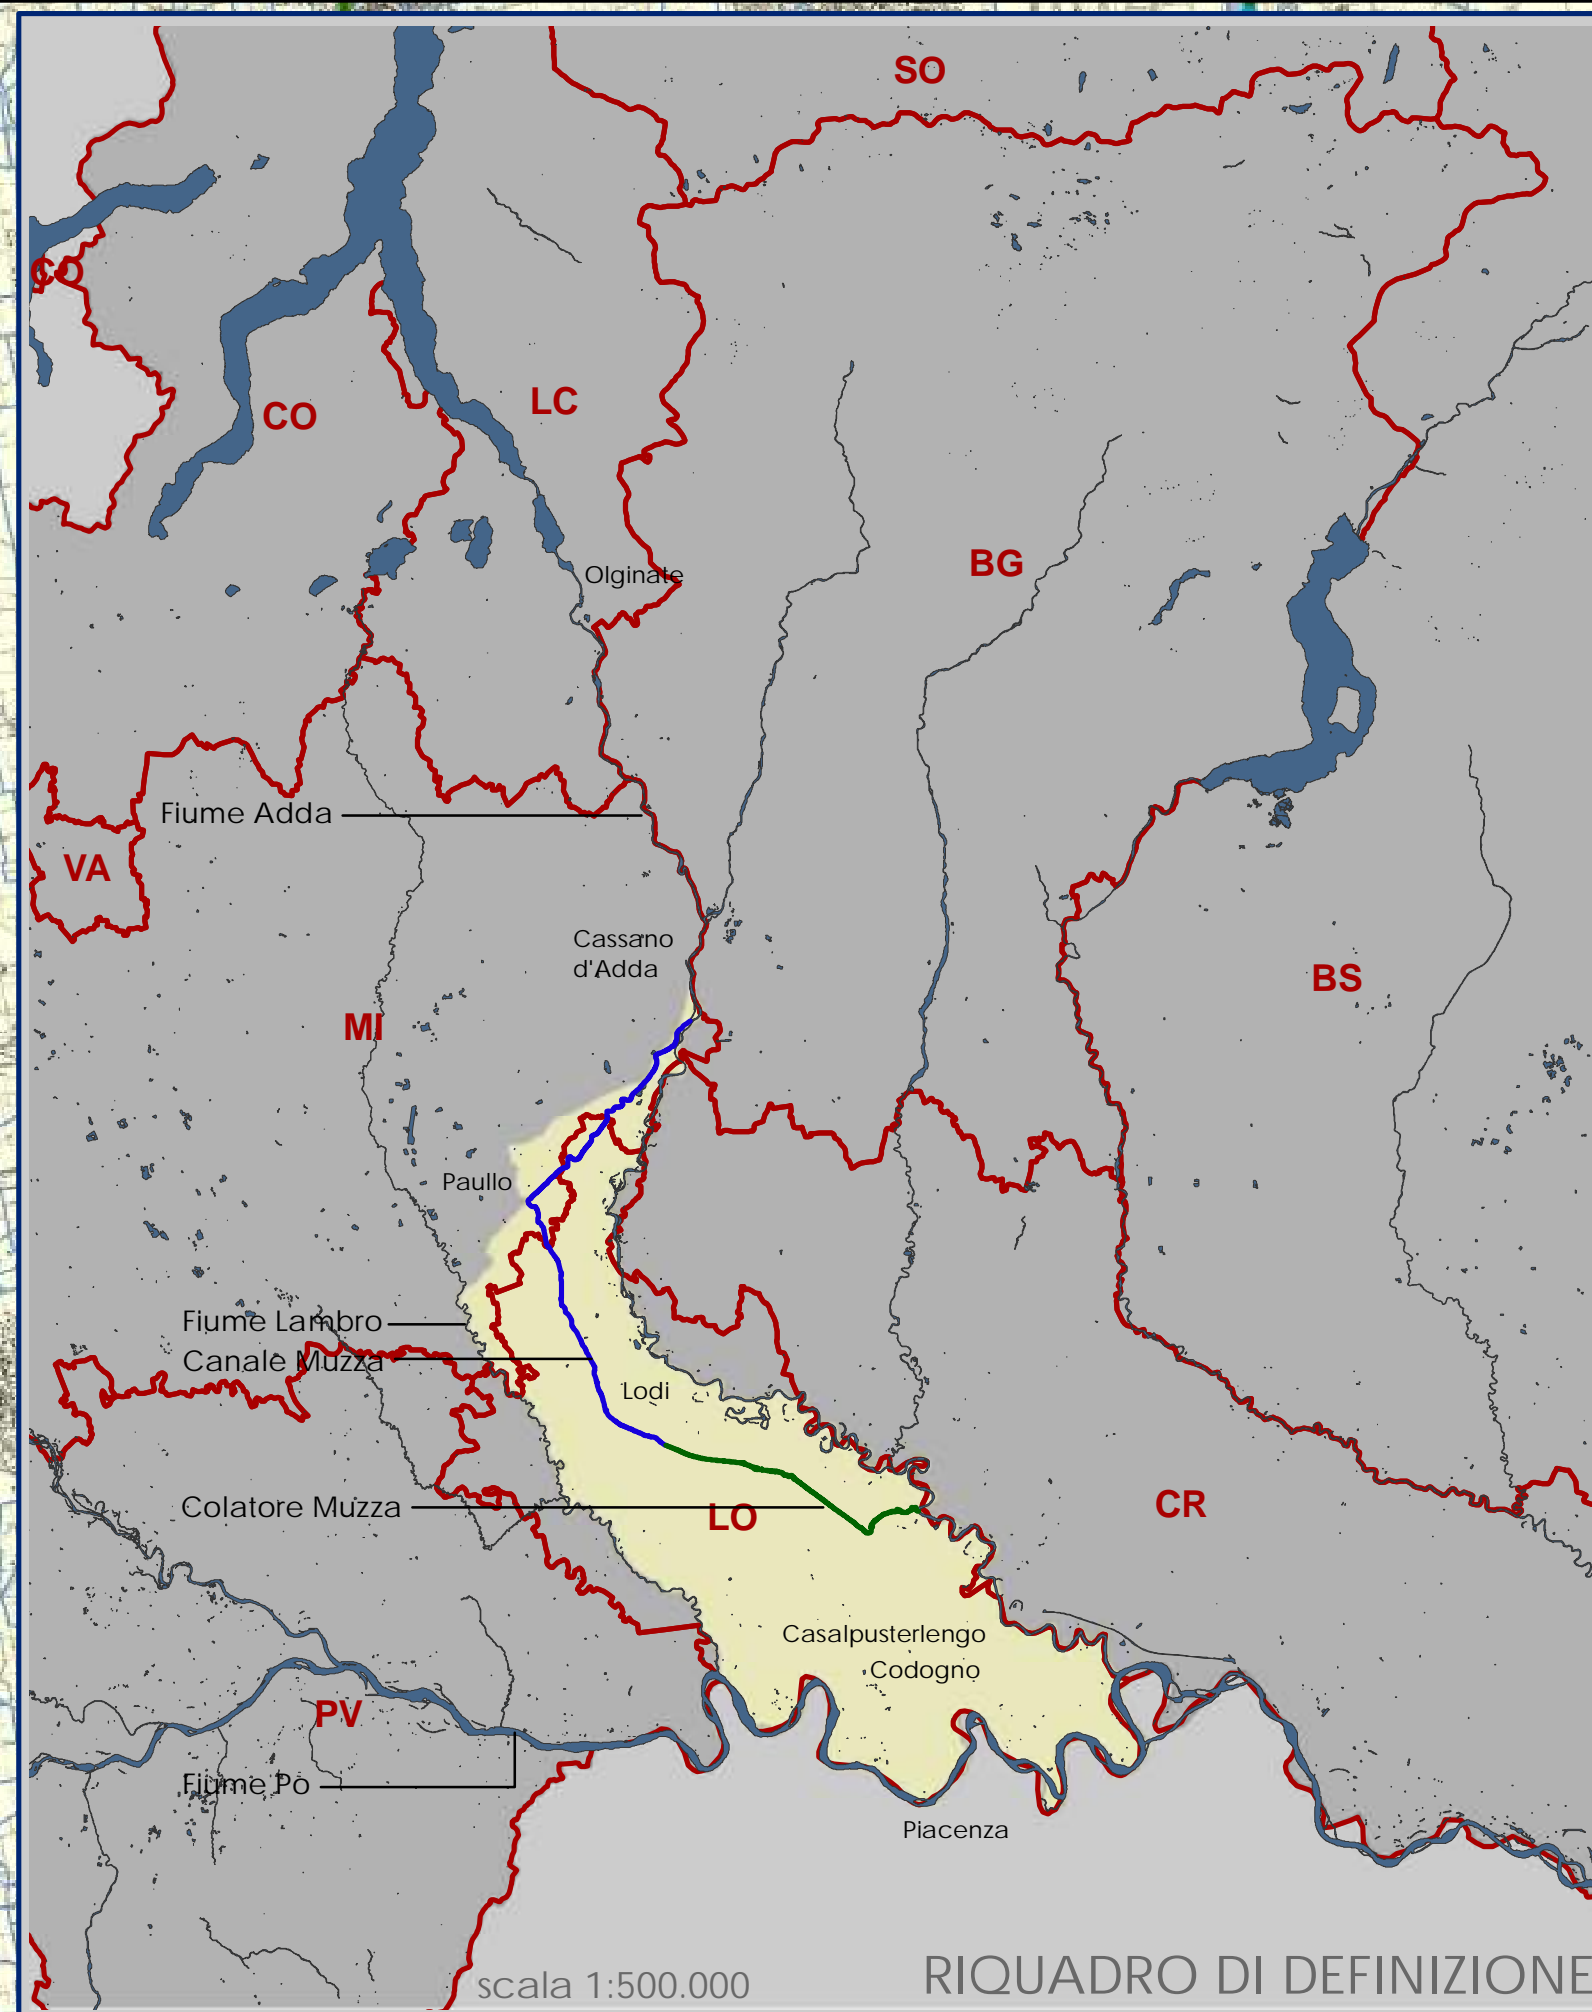 SO
CO
LC
CO
BG
Olginate
Fiume Adda
VA
Cassano
d'Adda
BS
MI
Paullo
Fiume Lambro
Canale Muzza
Lodi
Colatore Muzza
LO
CR
Casalpusterlengo
Codogno
PV
Fiume Po
Piacenza
scala 1:500.000
RIQUADRO DI DEFINIZIONE